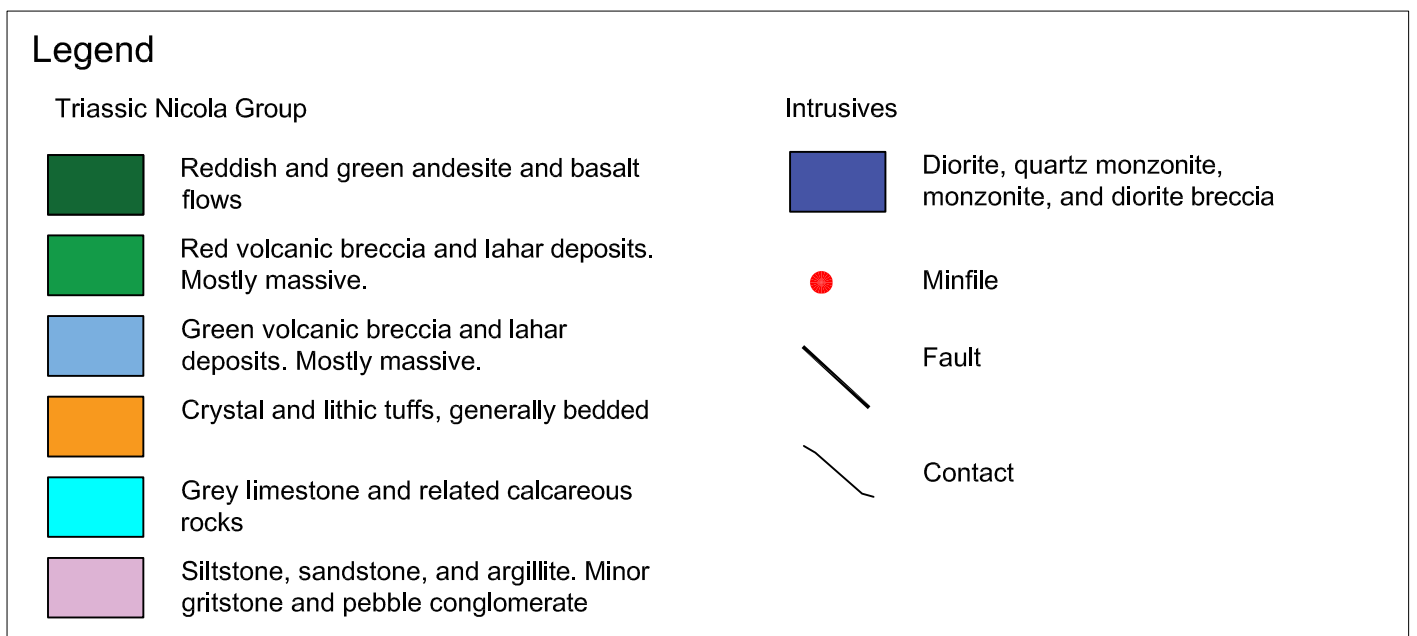 Legend
Triassic Nicola Group
Reddish and green andesite and basalt
flows
Red volcanic breccia and lahar deposits.
Mostly massive.
Green volcanic breccia and lahar
deposits. Mostly massive.
Crystal and lithic tuffs, generally bedded
Grey limestone and related calcareous
rocks
Siltstone, sandstone, and argillite. Minor
gritstone and pebble conglomerate
Intrusives
Diorite, quartz monzonite,
monzonite, and diorite breccia
Minfile
Fault
Contact